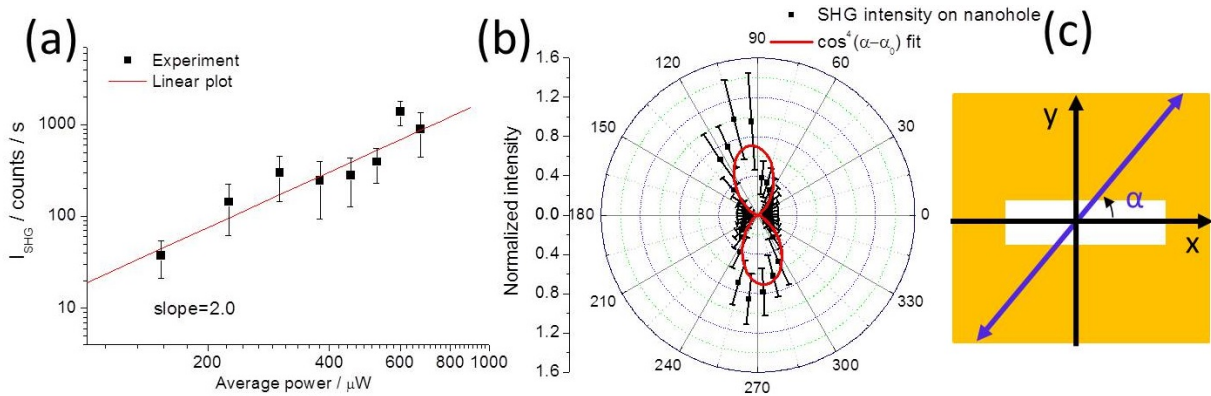 (a)
Experiment
Linear plot
1000
100
10
I_SHG / counts / s
slope=2.0
200
400
600
800
1000
Average power / μW
(b)
SHG intensity on nanohole
cos⁴(α-α₀) fit
1.6
1.2
0.8
0.4
0.0
0.4
0.8
1.2
1.6
Normalized intensity
90
60
30
0
330
300
270
240
210
180
150
120
(c)
y
α
x